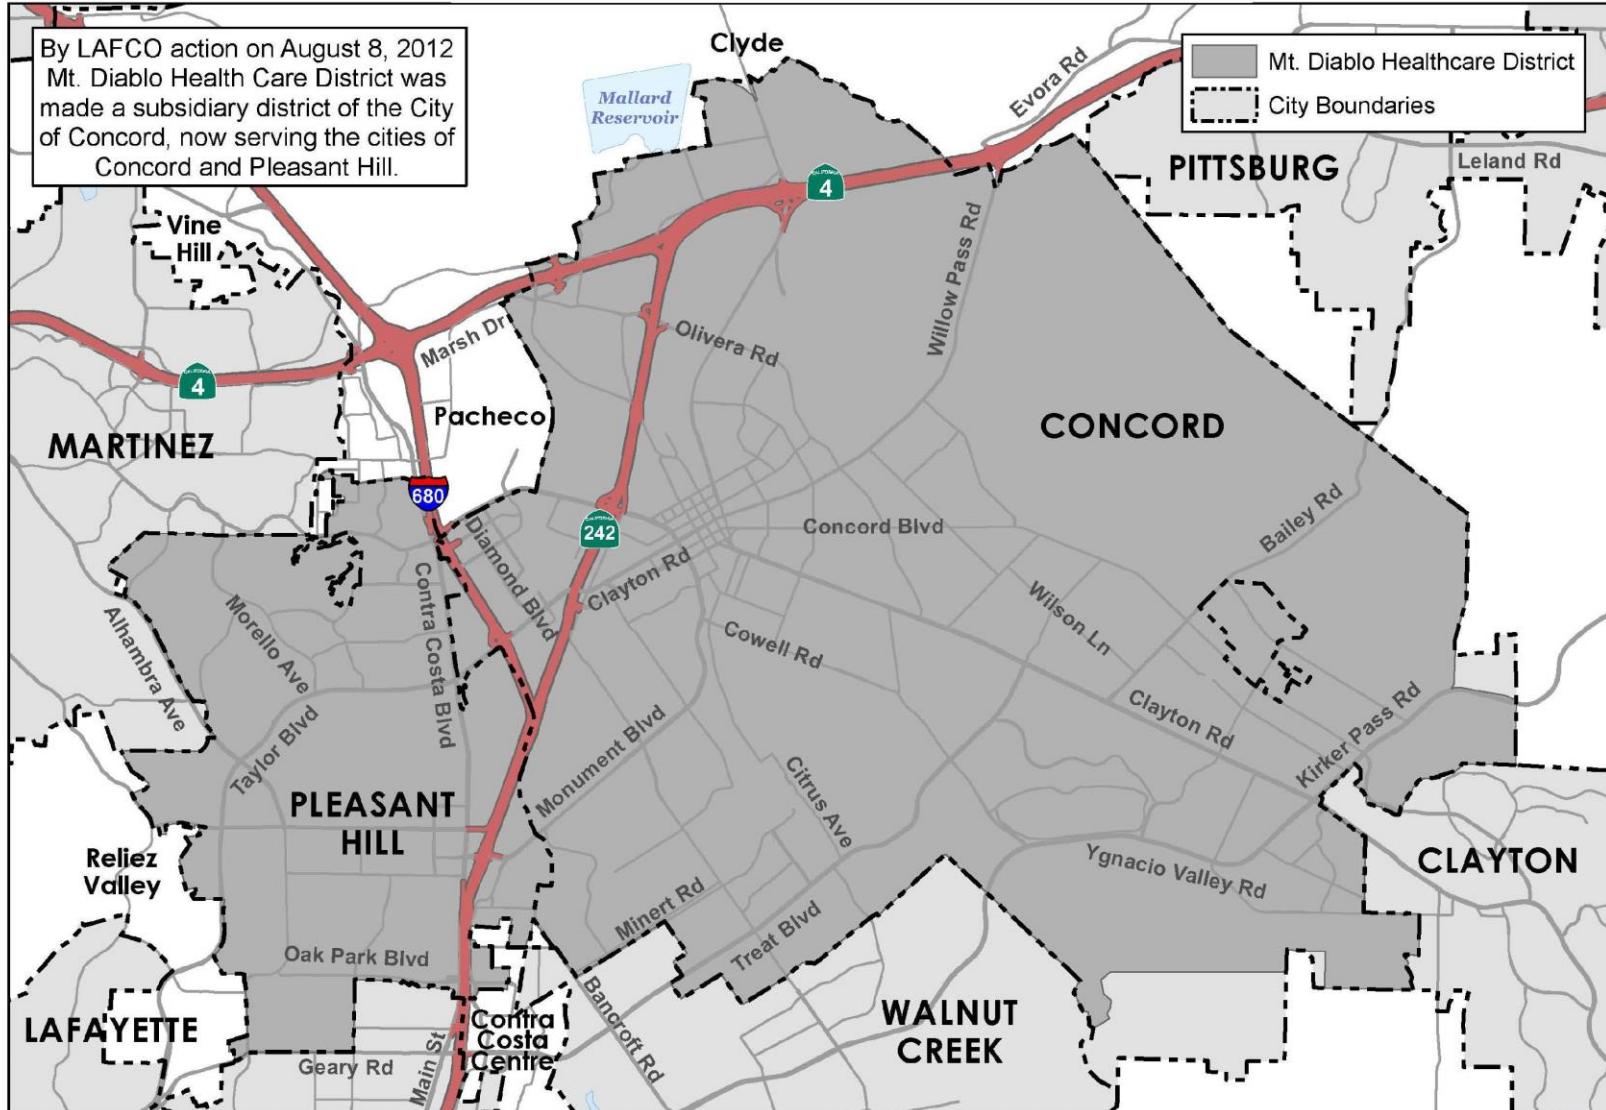 By LAFCO action on August 8, 2012
Mt. Diablo Health Care District was
made a subsidiary district of the City
of Concord, now serving the cities of
Concord and Pleasant Hill.
Mt. Diablo Healthcare District
City Boundaries
Clyde
Evora Rd
Mallard
Reservoir
PITTSBURG
Leland Rd
CALIFORNIA
4
Vine
Hill
Willow Pass Rd
Marsh Dr
Olivera Rd
CALIFORNIA
4
Pacheco
CONCORD
MARTINEZ
680
CALIFORNIA
242
Concord Blvd
Bailey Rd
Diamond Blvd
Clayton Rd
Contra Costa Blvd
Morello Ave
Alhambra Ave
Wilson Ln
Cowell Rd
Clayton Rd
Kirker Pass Rd
Taylor Blvd
Monument Blvd
Citrus Ave
PLEASANT
HILL
Reliez
Valley
Ygnacio Valley Rd
CLAYTON
Minert Rd
Treat Blvd
Oak Park Blvd
Bancroft Rd
LAFAYETTE
Contra
Costa
Centre
WALNUT
CREEK
Geary Rd
Main St